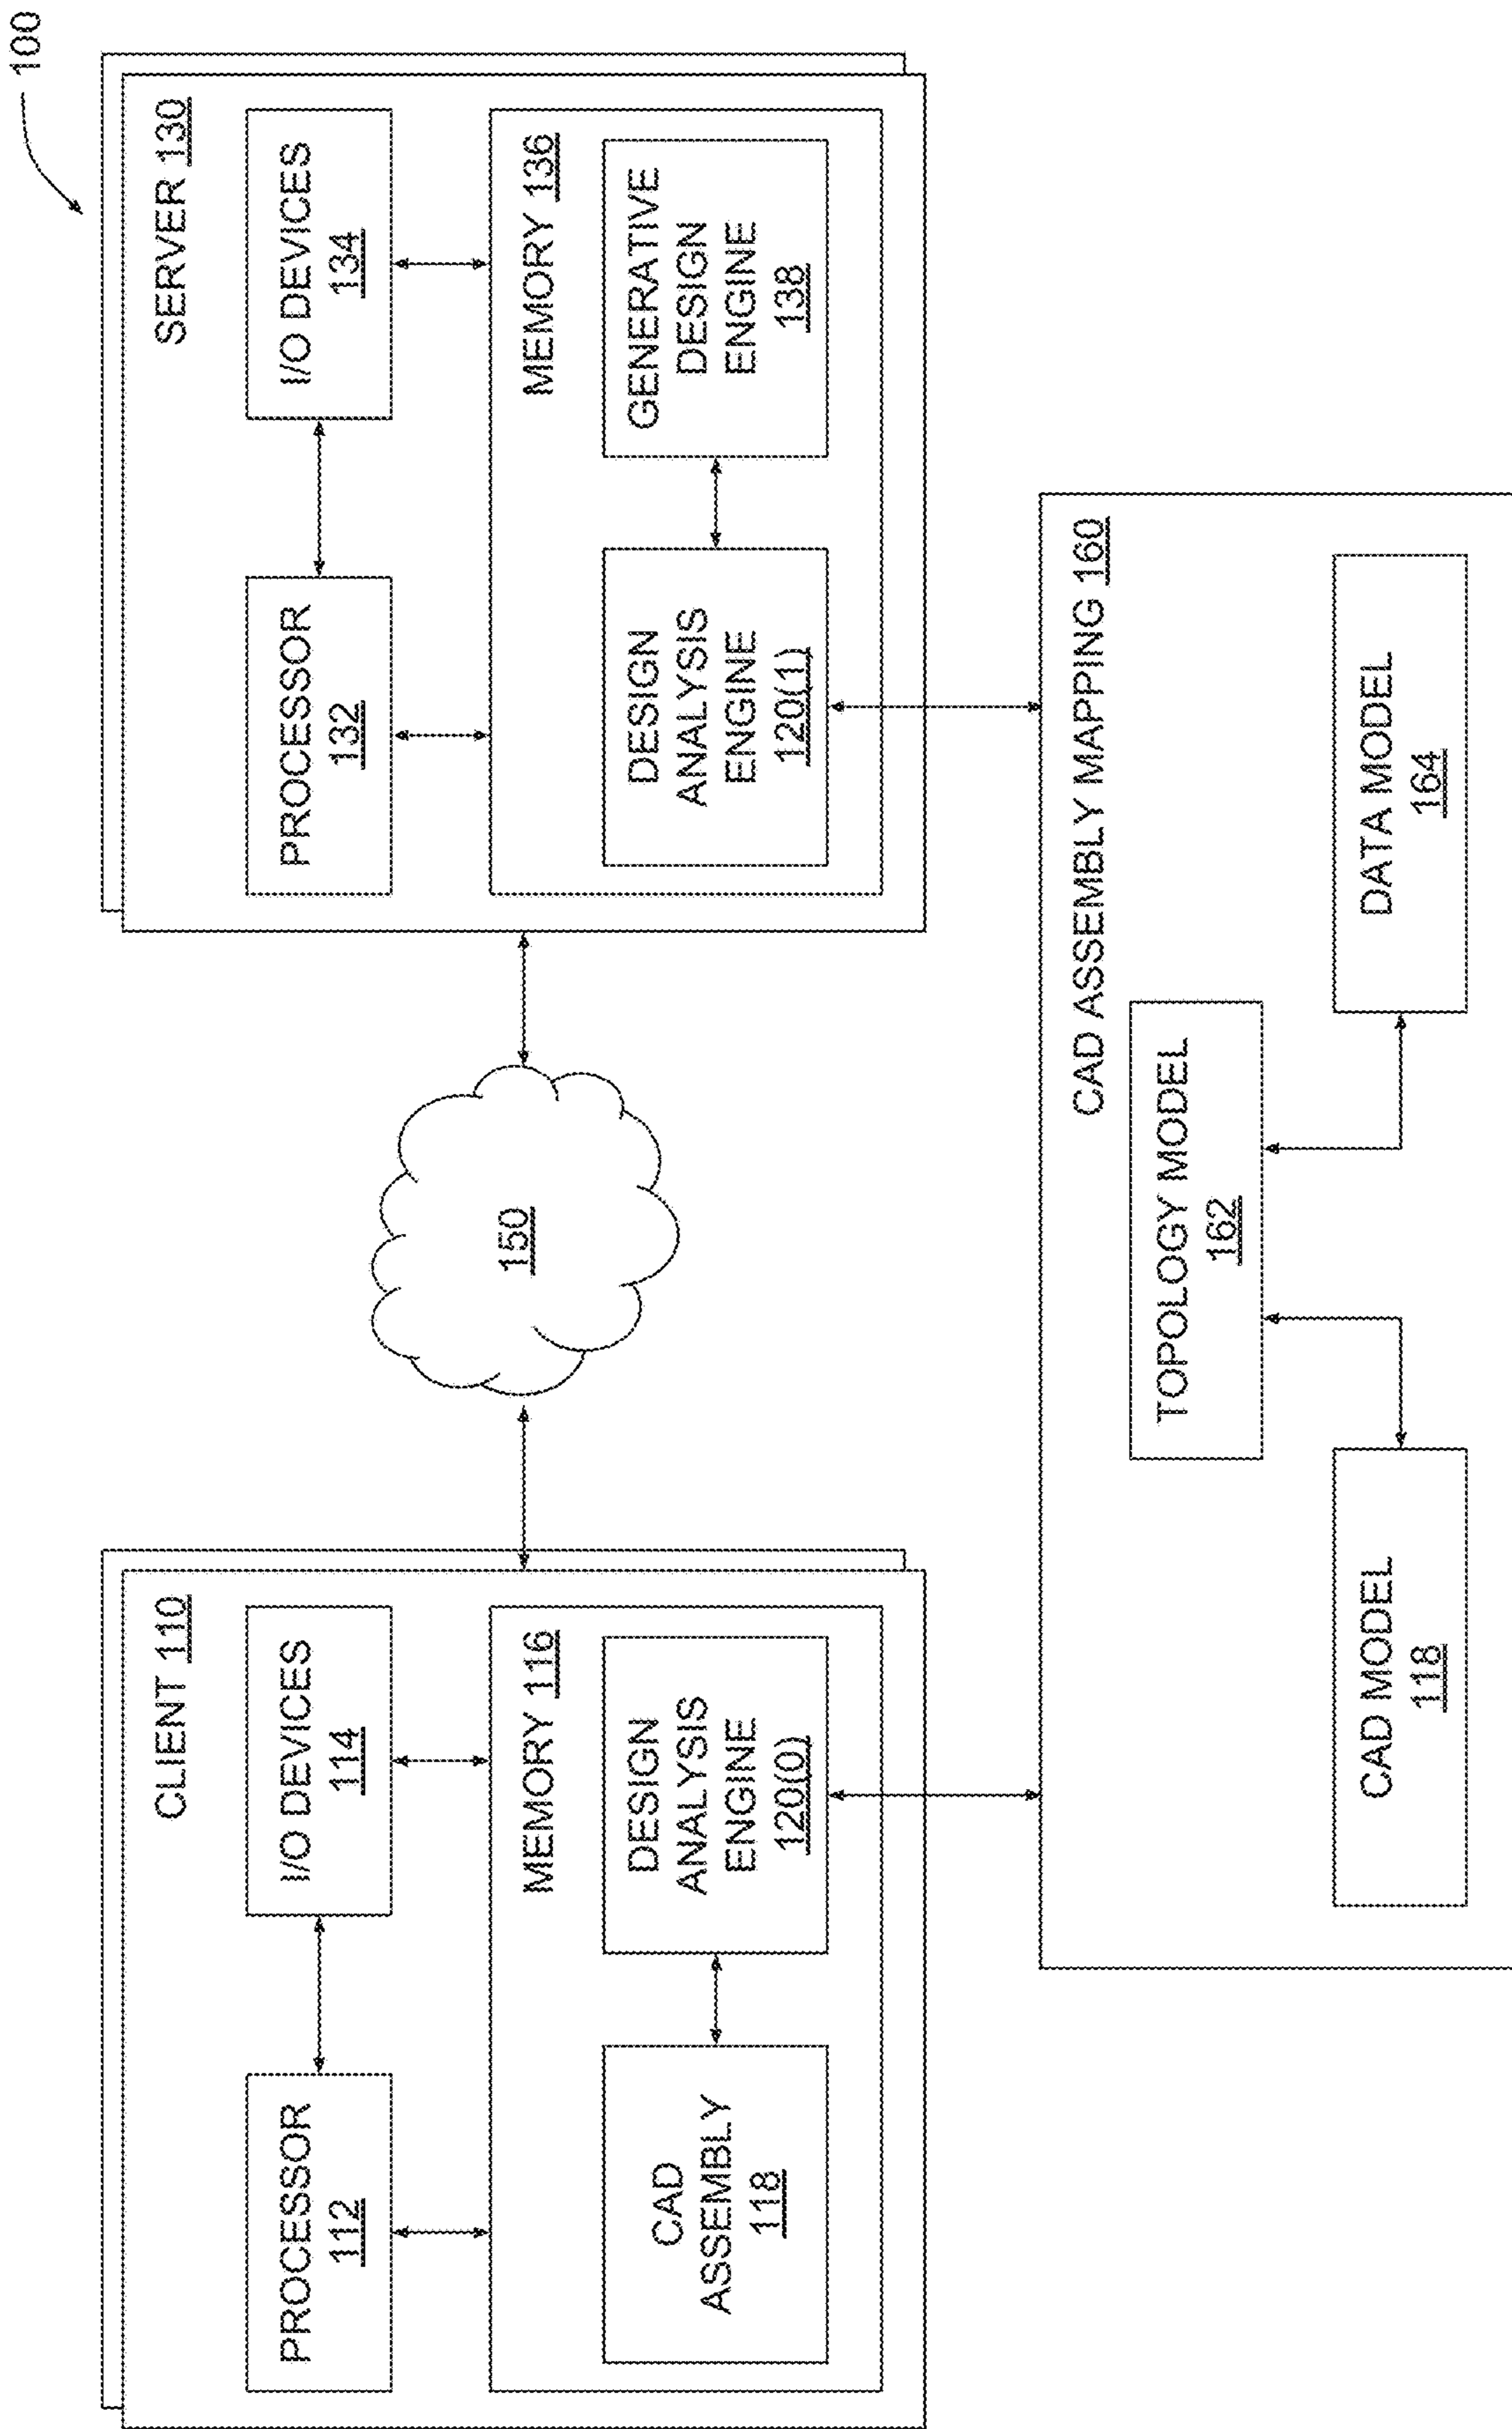 100
CLIENT 110
PROCESSOR
112
I/O DEVICES
114
MEMORY 116
CAD
ASSEMBLY
118
DESIGN
ANALYSIS
ENGINE
120(0)
150
SERVER 130
PROCESSOR
132
I/O DEVICES
134
MEMORY 136
DESIGN
ANALYSIS
ENGINE
120(1)
GENERATIVE
DESIGN
ENGINE
138
CAD ASSEMBLY MAPPING 160
TOPOLOGY MODEL
162
CAD MODEL
118
DATA MODEL
164